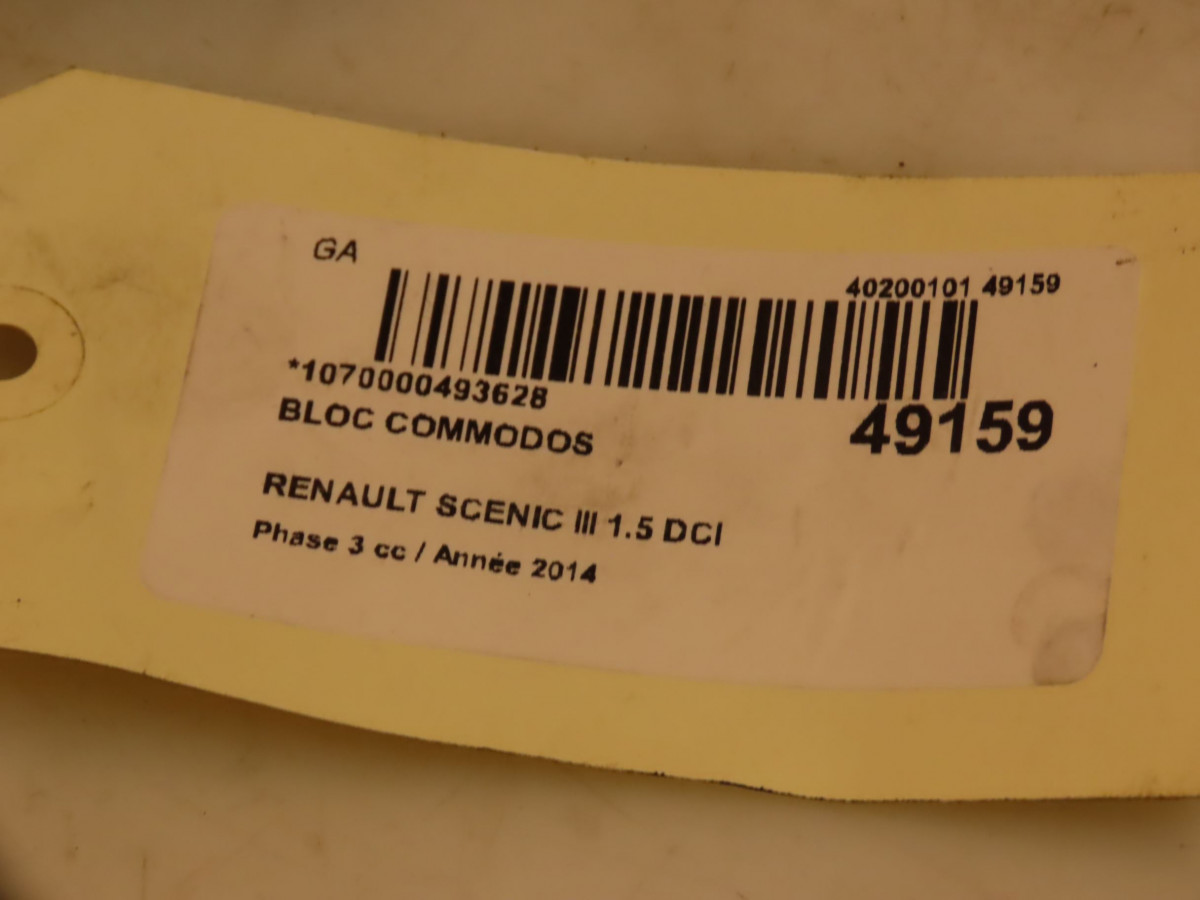 GA
40200101 49159
*1070000493628
49159
BLOC COMMODOS
RENAULT SCENIC III 1.5 DCI
Phase 3 cc / Année 2014